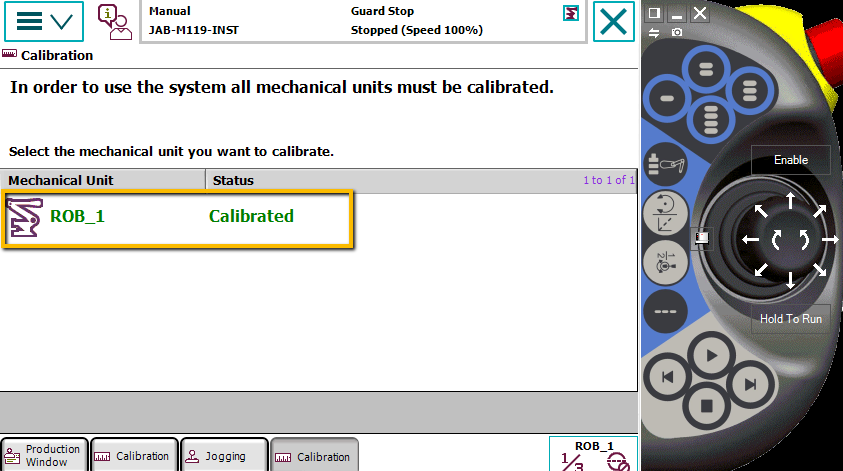 Manual
JAB-M119-INST
Guard Stop
Stopped (Speed 100%)
Calibration
In order to use the system all mechanical units must be calibrated.
Select the mechanical unit you want to calibrate.
Mechanical Unit
Status
1 to 1 of 1
ROB_1
Calibrated
Enable
Hold To Run
Production
Window
Calibration
Jogging
Calibration
ROB_1
1/3